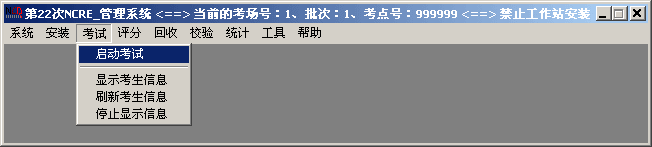 第22次NCRE_管理系统 <==> 当前的考场号：1、批次：1、考点号：999999 <==> 禁止工作站安装
系统 安装 考试 评分 回收 校验 统计 工具 帮助
启动考试
显示考生信息
刷新考生信息
停止显示信息